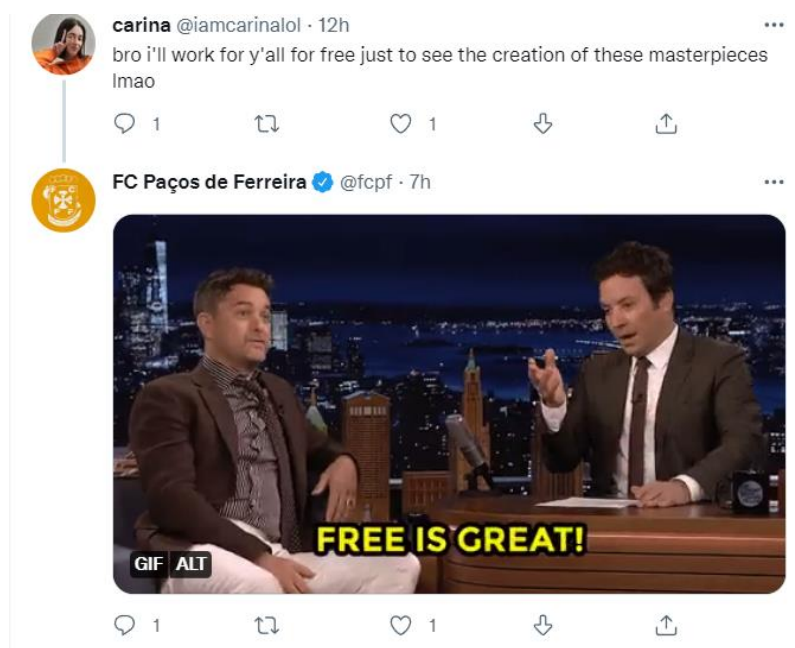 carina @iamcarinalol · 12h
bro i'll work for y'all for free just to see the creation of these masterpieces
lmao
1 1
FC Paços de Ferreira @fcpf · 7h
FREE IS GREAT!
GIF ALT
1 1